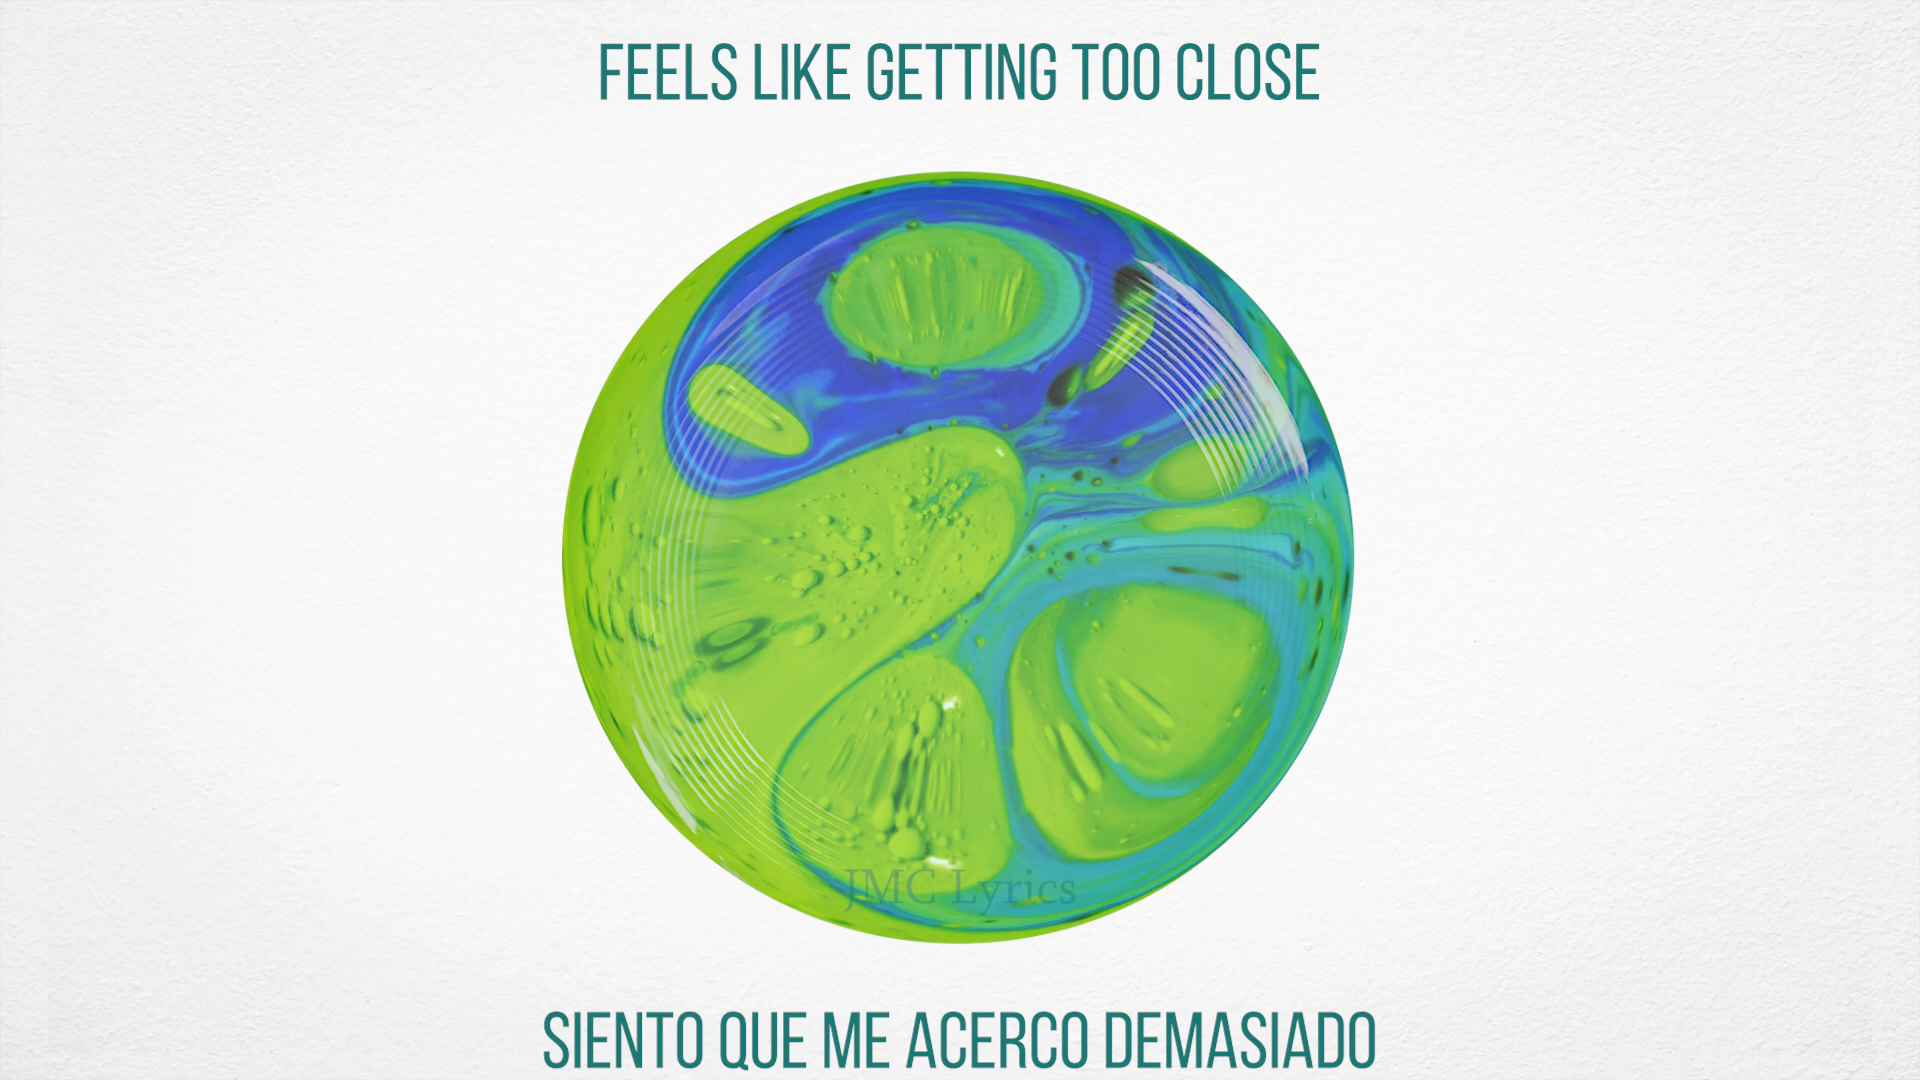 FEELS LIKE GETTING TOO CLOSE
JMC Lyrics
SIENTO QUE ME ACERCO DEMASIADO